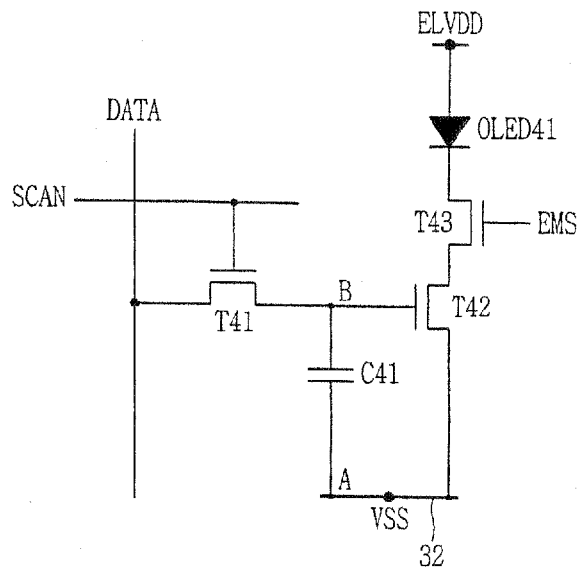 ELVDD
DATA
OLED41
SCAN
T43
EMS
B
T42
T41
C41
A
VSS
32